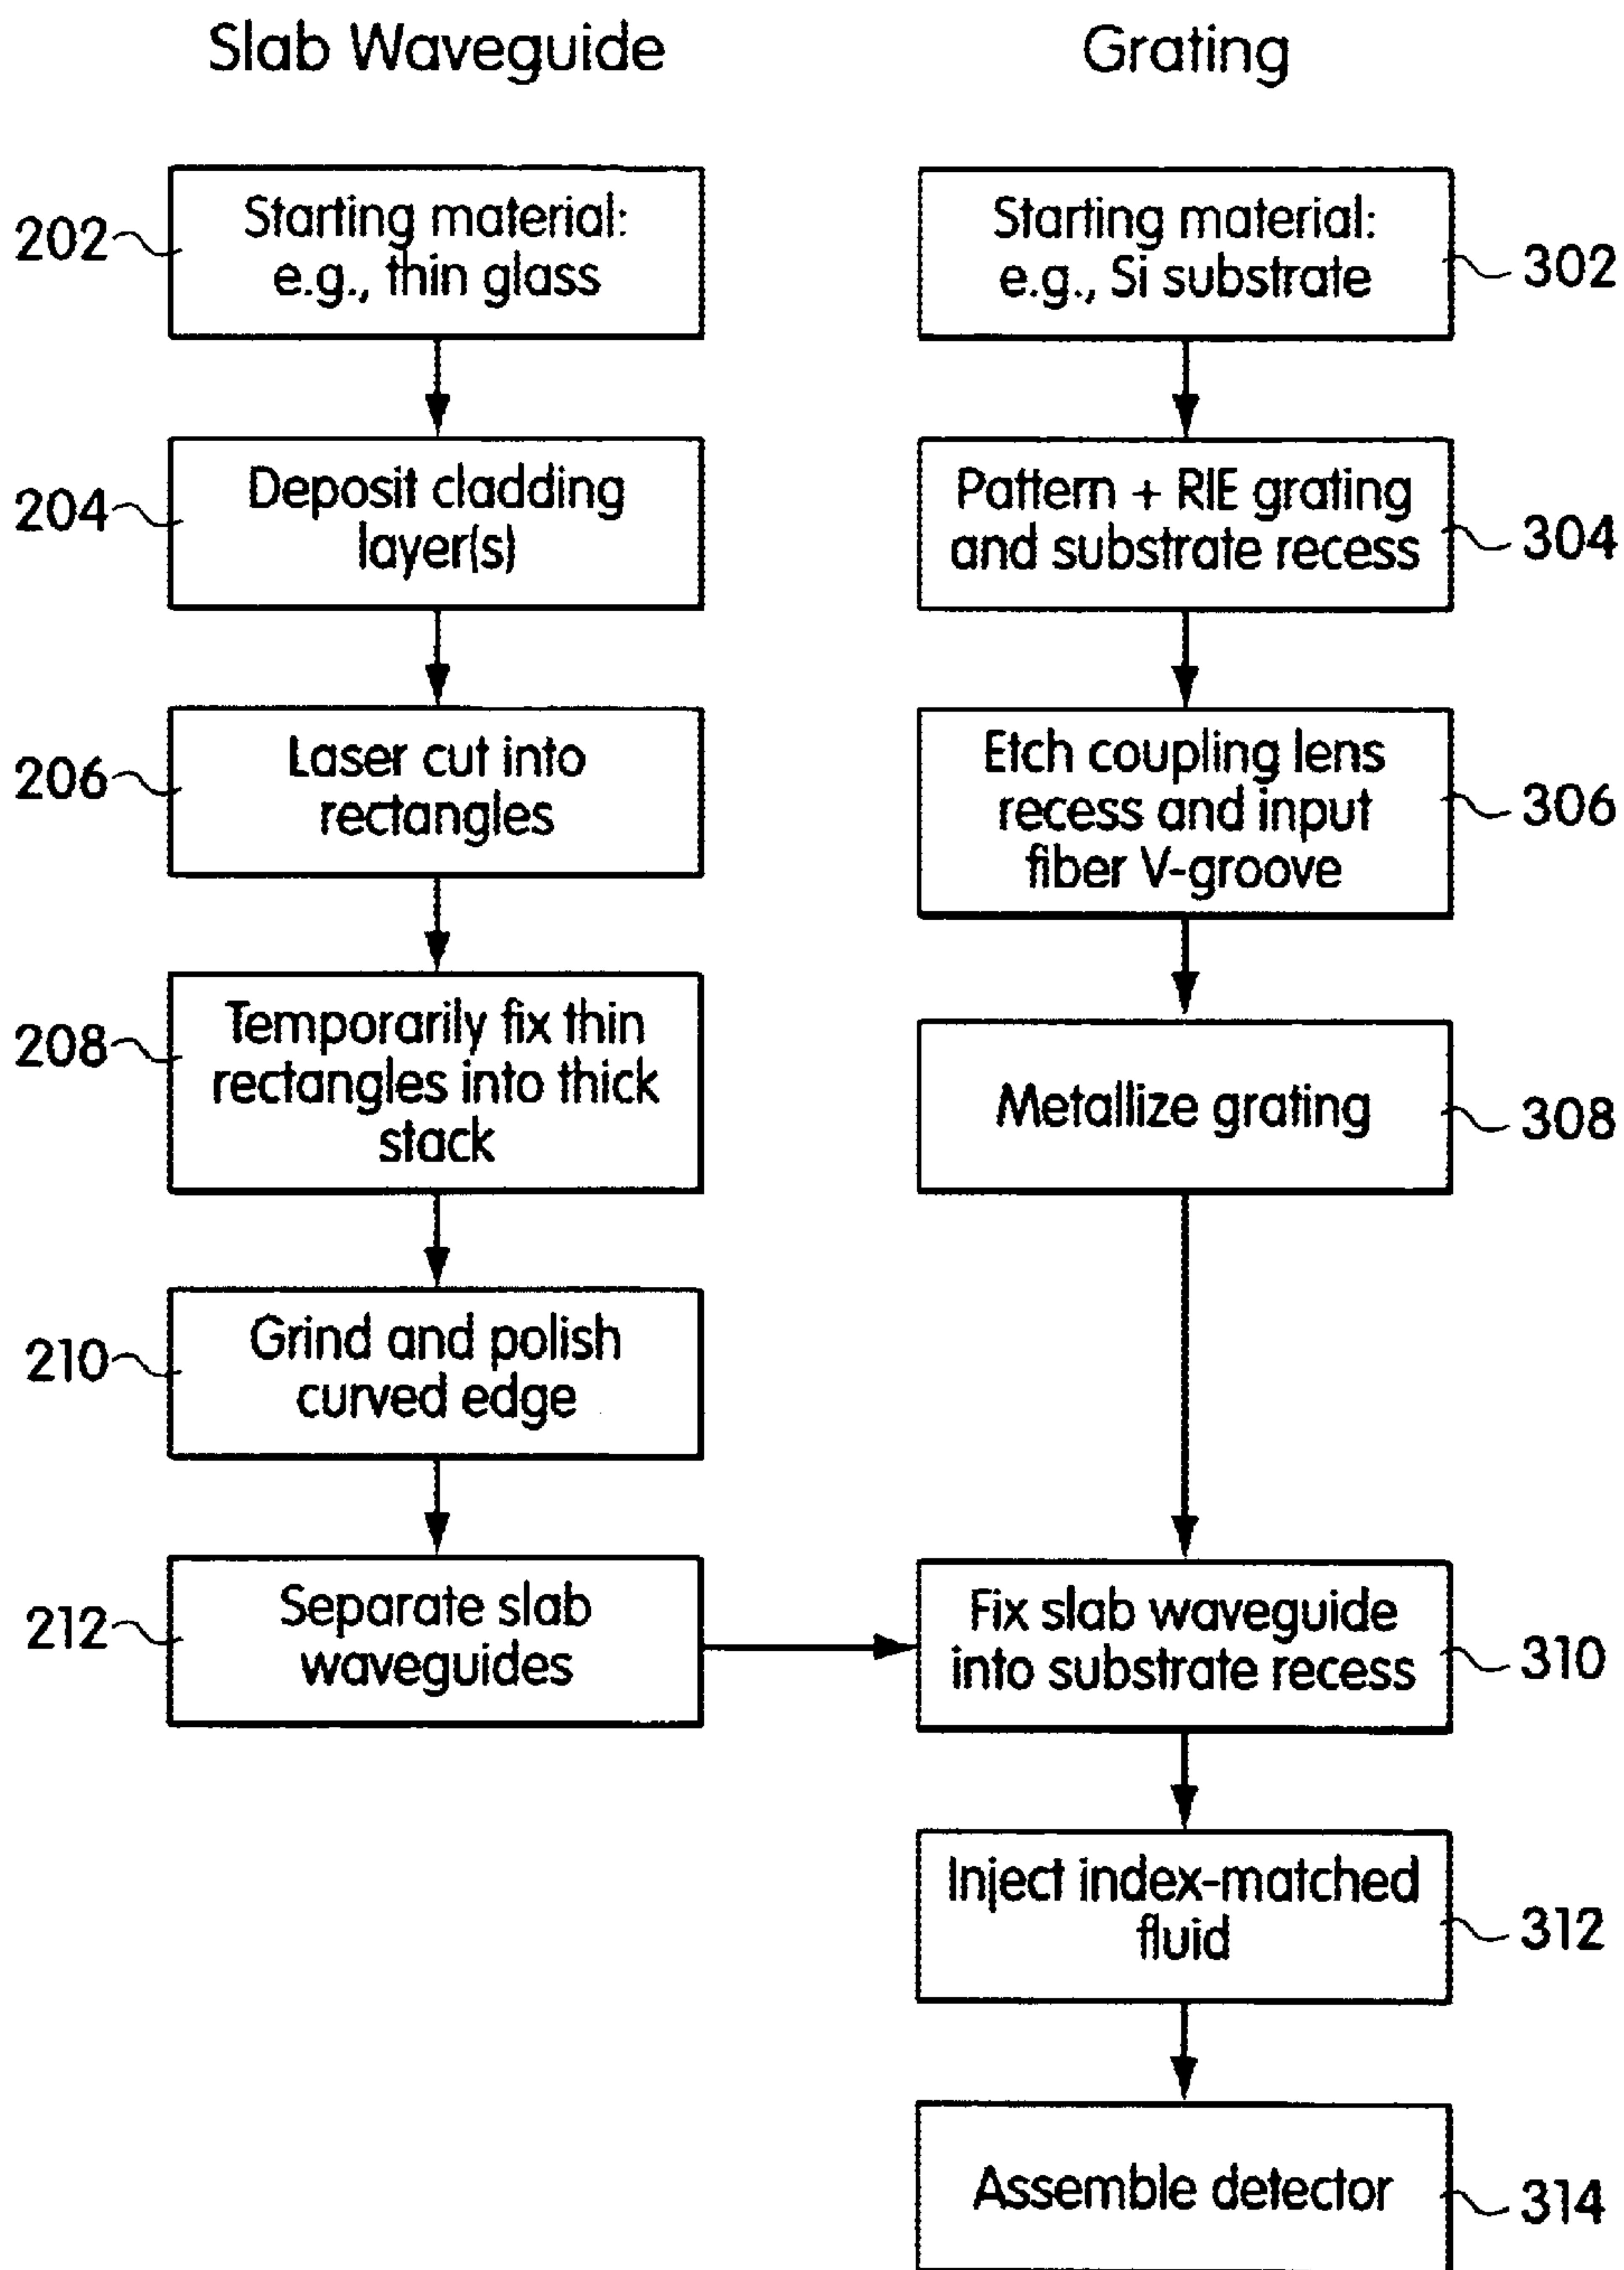 Slab Waveguide
Grating
202
Starting material:
e.g., thin glass
204
Deposit cladding
layer(s)
206
Laser cut into
rectangles
208
Temporarily fix thin
rectangles into thick
stack
210
Grind and polish
curved edge
212
Separate slab
waveguides
Starting material:
e.g., Si substrate
302
Pattern + RIE grating
and substrate recess
304
Etch coupling lens
recess and input
fiber V-groove
306
Metallize grating
308
Fix slab waveguide
into substrate recess
310
Inject index-matched
fluid
312
Assemble detector
314